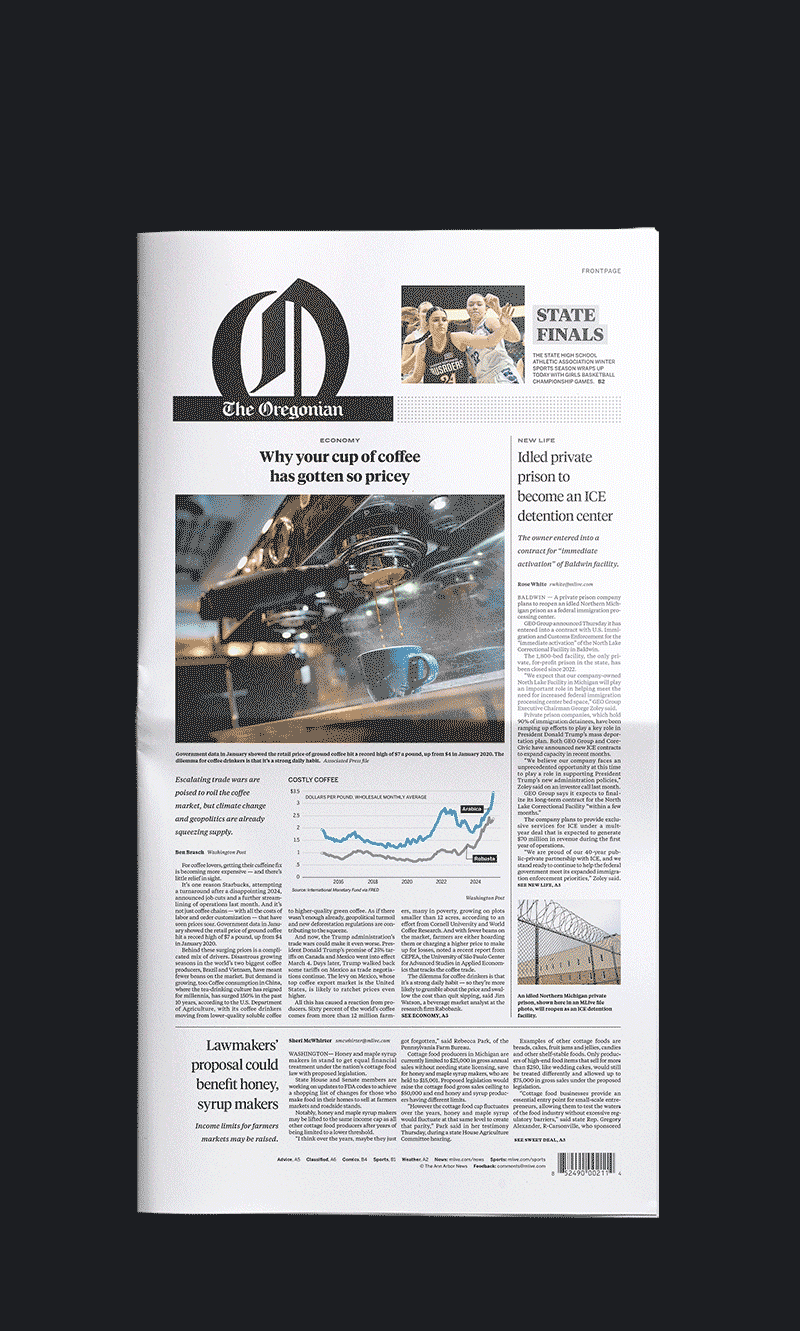 FRONTPAGE
The Oregonian
STATE
FINALS
THE STATE HIGH SCHOOL
ATHLETIC ASSOCIATION WINTER
SPORTS SEASON WRAPS UP
TODAY WITH GIRLS BASKETBALL
CHAMPIONSHIP GAMES. B2
ECONOMY
Why your cup of coffee
has gotten so pricey
Government data in January showed the retail price of ground coffee hit a record high of $7 a pound, up from $4 in January 2020. The
dilemma for coffee drinkers is that it's a strong daily habit. Associated Press file
Escalating trade wars are
poised to roil the coffee
market, but climate change
and geopolitics are already
squeezing supply.
Ben Brasch Washington Post
For coffee lovers, getting their caffeine fix
is becoming more expensive — and there's
little relief in sight.
It's one reason Starbucks, attempting
a turnaround after a disappointing 2024,
announced job cuts and a further stream-
lining of operations last month. And it's
not just coffee chains — with all the costs of
labor and order customization — that have
seen prices soar. Government data in Janu-
ary showed the retail price of ground coffee
hit a record high of $7 a pound, up from $4
in January 2020.
Behind these surging prices is a compli-
cated mix of drivers. Disastrous growing
seasons in the world's two biggest coffee
producers, Brazil and Vietnam, have meant
fewer beans on the market. But demand is
growing, too: Coffee consumption in China,
where the tea-drinking culture has reigned
for millennia, has surged 150% in the past
10 years, according to the U.S. Department
of Agriculture, with its coffee drinkers
moving from lower-quality soluble coffee
COSTLY COFFEE
DOLLARS PER POUND, WHOLESALE MONTHLY AVERAGE
$3.5
3
2.5
2
1.5
1
.5
0
Arabica
Robusta
2016 2018 2020 2022 2024
Source: International Monetary Fund via FRED
Washington Post
to higher-quality green coffee. As if there
wasn't enough already, geopolitical turmoil
and new deforestation regulations are con-
tributing to the squeeze.
And now, the Trump administration's
trade wars could make it even worse. Pres-
ident Donald Trump's promise of 25% tar-
iffs on Canada and Mexico went into effect
March 4. Days later, Trump walked back
some tariffs on Mexico as trade negotia-
tions continue. The levy on Mexico, whose
top coffee export market is the United
States, is likely to ratchet prices even
higher.
All this has caused a reaction from pro-
ducers. Sixty percent of the world's coffee
comes from more than 12 million farm-
ers, many in poverty, growing on plots
smaller than 12 acres, according to an
effort from Cornell University and World
Coffee Research. And with fewer beans on
the market, farmers are either hoarding
them or charging a higher price to make
up for losses, noted a recent report from
CEPEA, the University of São Paulo Center
for Advanced Studies in Applied Econom-
ics that tracks the coffee trade.
The dilemma for coffee drinkers is that
it's a strong daily habit — so they're more
likely to grumble about the price and swal-
low the cost than quit sipping, said Jim
Watson, a beverage market analyst at the
research firm Rabobank.
SEE ECONOMY, A3
NEW LIFE
Idled private
prison to
become an ICE
detention center
The owner entered into a
contract for "immediate
activation" of Baldwin facility.
Rose White rwhite@mlive.com
BALDWIN — A private prison company
plans to reopen an idled Northern Mich-
igan prison as a federal immigration pro-
cessing center.
GEO Group announced Thursday it has
entered into a contract with U.S. Immi-
gration and Customs Enforcement for the
"immediate activation" of the North Lake
Correctional Facility in Baldwin.
The 1,800-bed facility, the only pri-
vate, for-profit prison in the state, has
been closed since 2022.
"We expect that our company-owned
North Lake Facility in Michigan will play
an important role in helping meet the
need for increased federal immigration
processing center bed space," GEO Group
Executive Chairman George Zoley said.
Private prison companies, which hold
90% of immigration detainees, have been
ramping up efforts to play a key role in
President Donald Trump's mass depor-
tation plan. Both GEO Group and Core-
Civic have announced new ICE contracts
to expand capacity in recent months.
"We believe our company faces an
unprecedented opportunity at this time
to play a role in supporting President
Trump's new administration policies,"
Zoley said on an investor call last month.
GEO Group says it expects to final-
ize its long-term contract for the North
Lake Correctional Facility "within a few
months."
The company plans to provide exclu-
sive services for ICE under a multi-
year deal that is expected to generate
$70 million in revenue during the first
year of operations.
"We are proud of our 40-year pub-
lic-private partnership with ICE, and we
stand ready to continue to help the federal
government meet its expanded immigra-
tion enforcement priorities," Zoley said.
SEE NEW LIFE, A3
An idled Northern Michigan private
prison, shown here in an MLive file
photo, will reopen as an ICE detention
facility.
Lawmakers'
proposal could
benefit honey,
syrup makers
Income limits for farmers
markets may be raised.
Sheri McWhirter smcwhirter@mlive.com
WASHINGTON — Honey and maple syrup
makers in stand to get equal financial
treatment under the nation's cottage food
law with proposed legislation.
State House and Senate members are
working on updates to FDA codes to achieve
a shopping list of changes for those who
make food in their homes to sell at farmers
markets and roadside stands.
Notably, honey and maple syrup makers
may be lifted to the same income cap as all
other cottage food producers after years of
being limited to a lower threshold.
"I think over the years, maybe they just
got forgotten," said Rebecca Park, of the
Pennsylvania Farm Bureau.
Cottage food producers in Michigan are
currently limited to $25,000 in gross annual
sales without needing state licensing, save
for honey and maple syrup makers, who are
held to $15,001. Proposed legislation would
raise the cottage food gross sales ceiling to
$50,000 and end honey and syrup produc-
ers having different limits.
"However the cottage food cap fluctuates
over the years, honey and maple syrup
would fluctuate at that same level to create
that parity," Park said in her testimony
Thursday, during a state House Agriculture
Committee hearing.
Examples of other cottage foods are
breads, cakes, fruit jams and jellies, candies
and other shelf-stable foods. Only produc-
ers of high-end food items that sell for more
than $250, like wedding cakes, would still
be treated differently and allowed up to
$75,000 in gross sales under the proposed
legislation.
"Cottage food businesses provide an
essential entry point for small-scale entre-
preneurs, allowing them to test the waters
of the food industry without excessive reg-
ulatory barriers," said state Rep. Gregory
Alexander, R-Carsonville, who sponsored
SEE SWEET DEAL, A3
Advice, A5 Classified, A6 Comics, B4 Sports, B1 Weather, A2 News: mlive.com/news Sports: mlive.com/sports
© The Ann Arbor News Feedback: comments@mlive.com
8 52490 00211 4